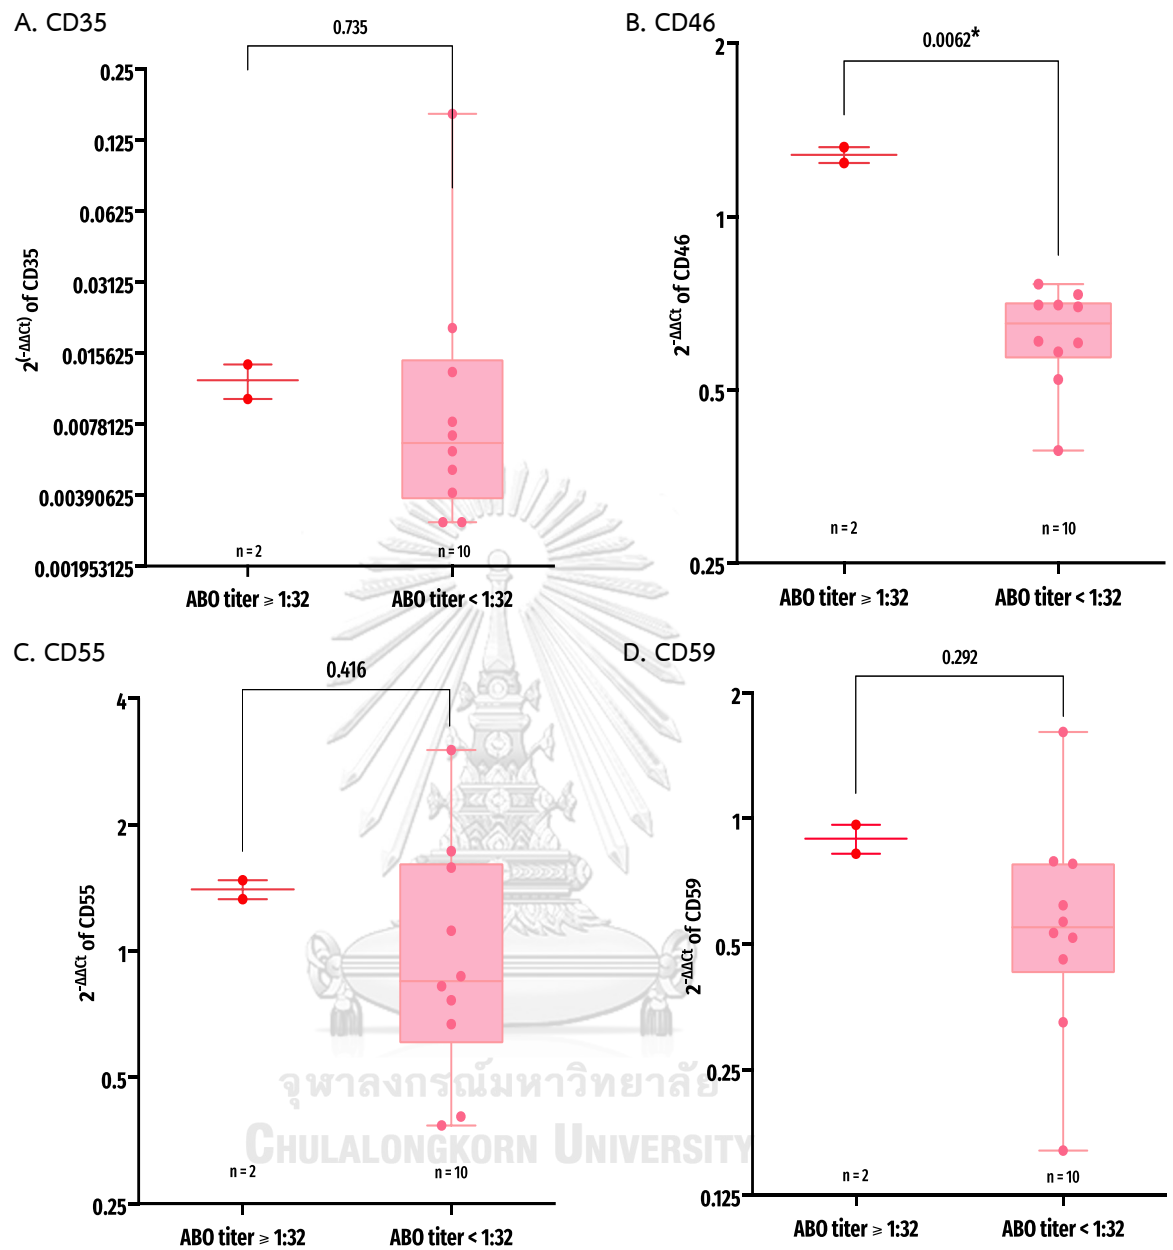 A. CD35
0.735
0.25
0.125
0.0625
0.03125
0.015625
0.0078125
0.00390625
0.001953125
2^(-ΔΔCt) of CD35
n = 2
n = 10
ABO titer ≥ 1:32
ABO titer < 1:32
B. CD46
0.0062*
2
1
0.5
0.25
2^-ΔΔCt of CD46
n = 2
n = 10
ABO titer ≥ 1:32
ABO titer < 1:32
C. CD55
0.416
4
2
1
0.5
0.25
2^-ΔΔCt of CD55
n = 2
n = 10
ABO titer ≥ 1:32
ABO titer < 1:32
D. CD59
0.292
2
1
0.5
0.25
0.125
2^-ΔΔCt of CD59
n = 2
n = 10
ABO titer ≥ 1:32
ABO titer < 1:32
จุฬาลงกรณ์มหาวิทยาลัย
CHULALONGKORN UNIVERSITY